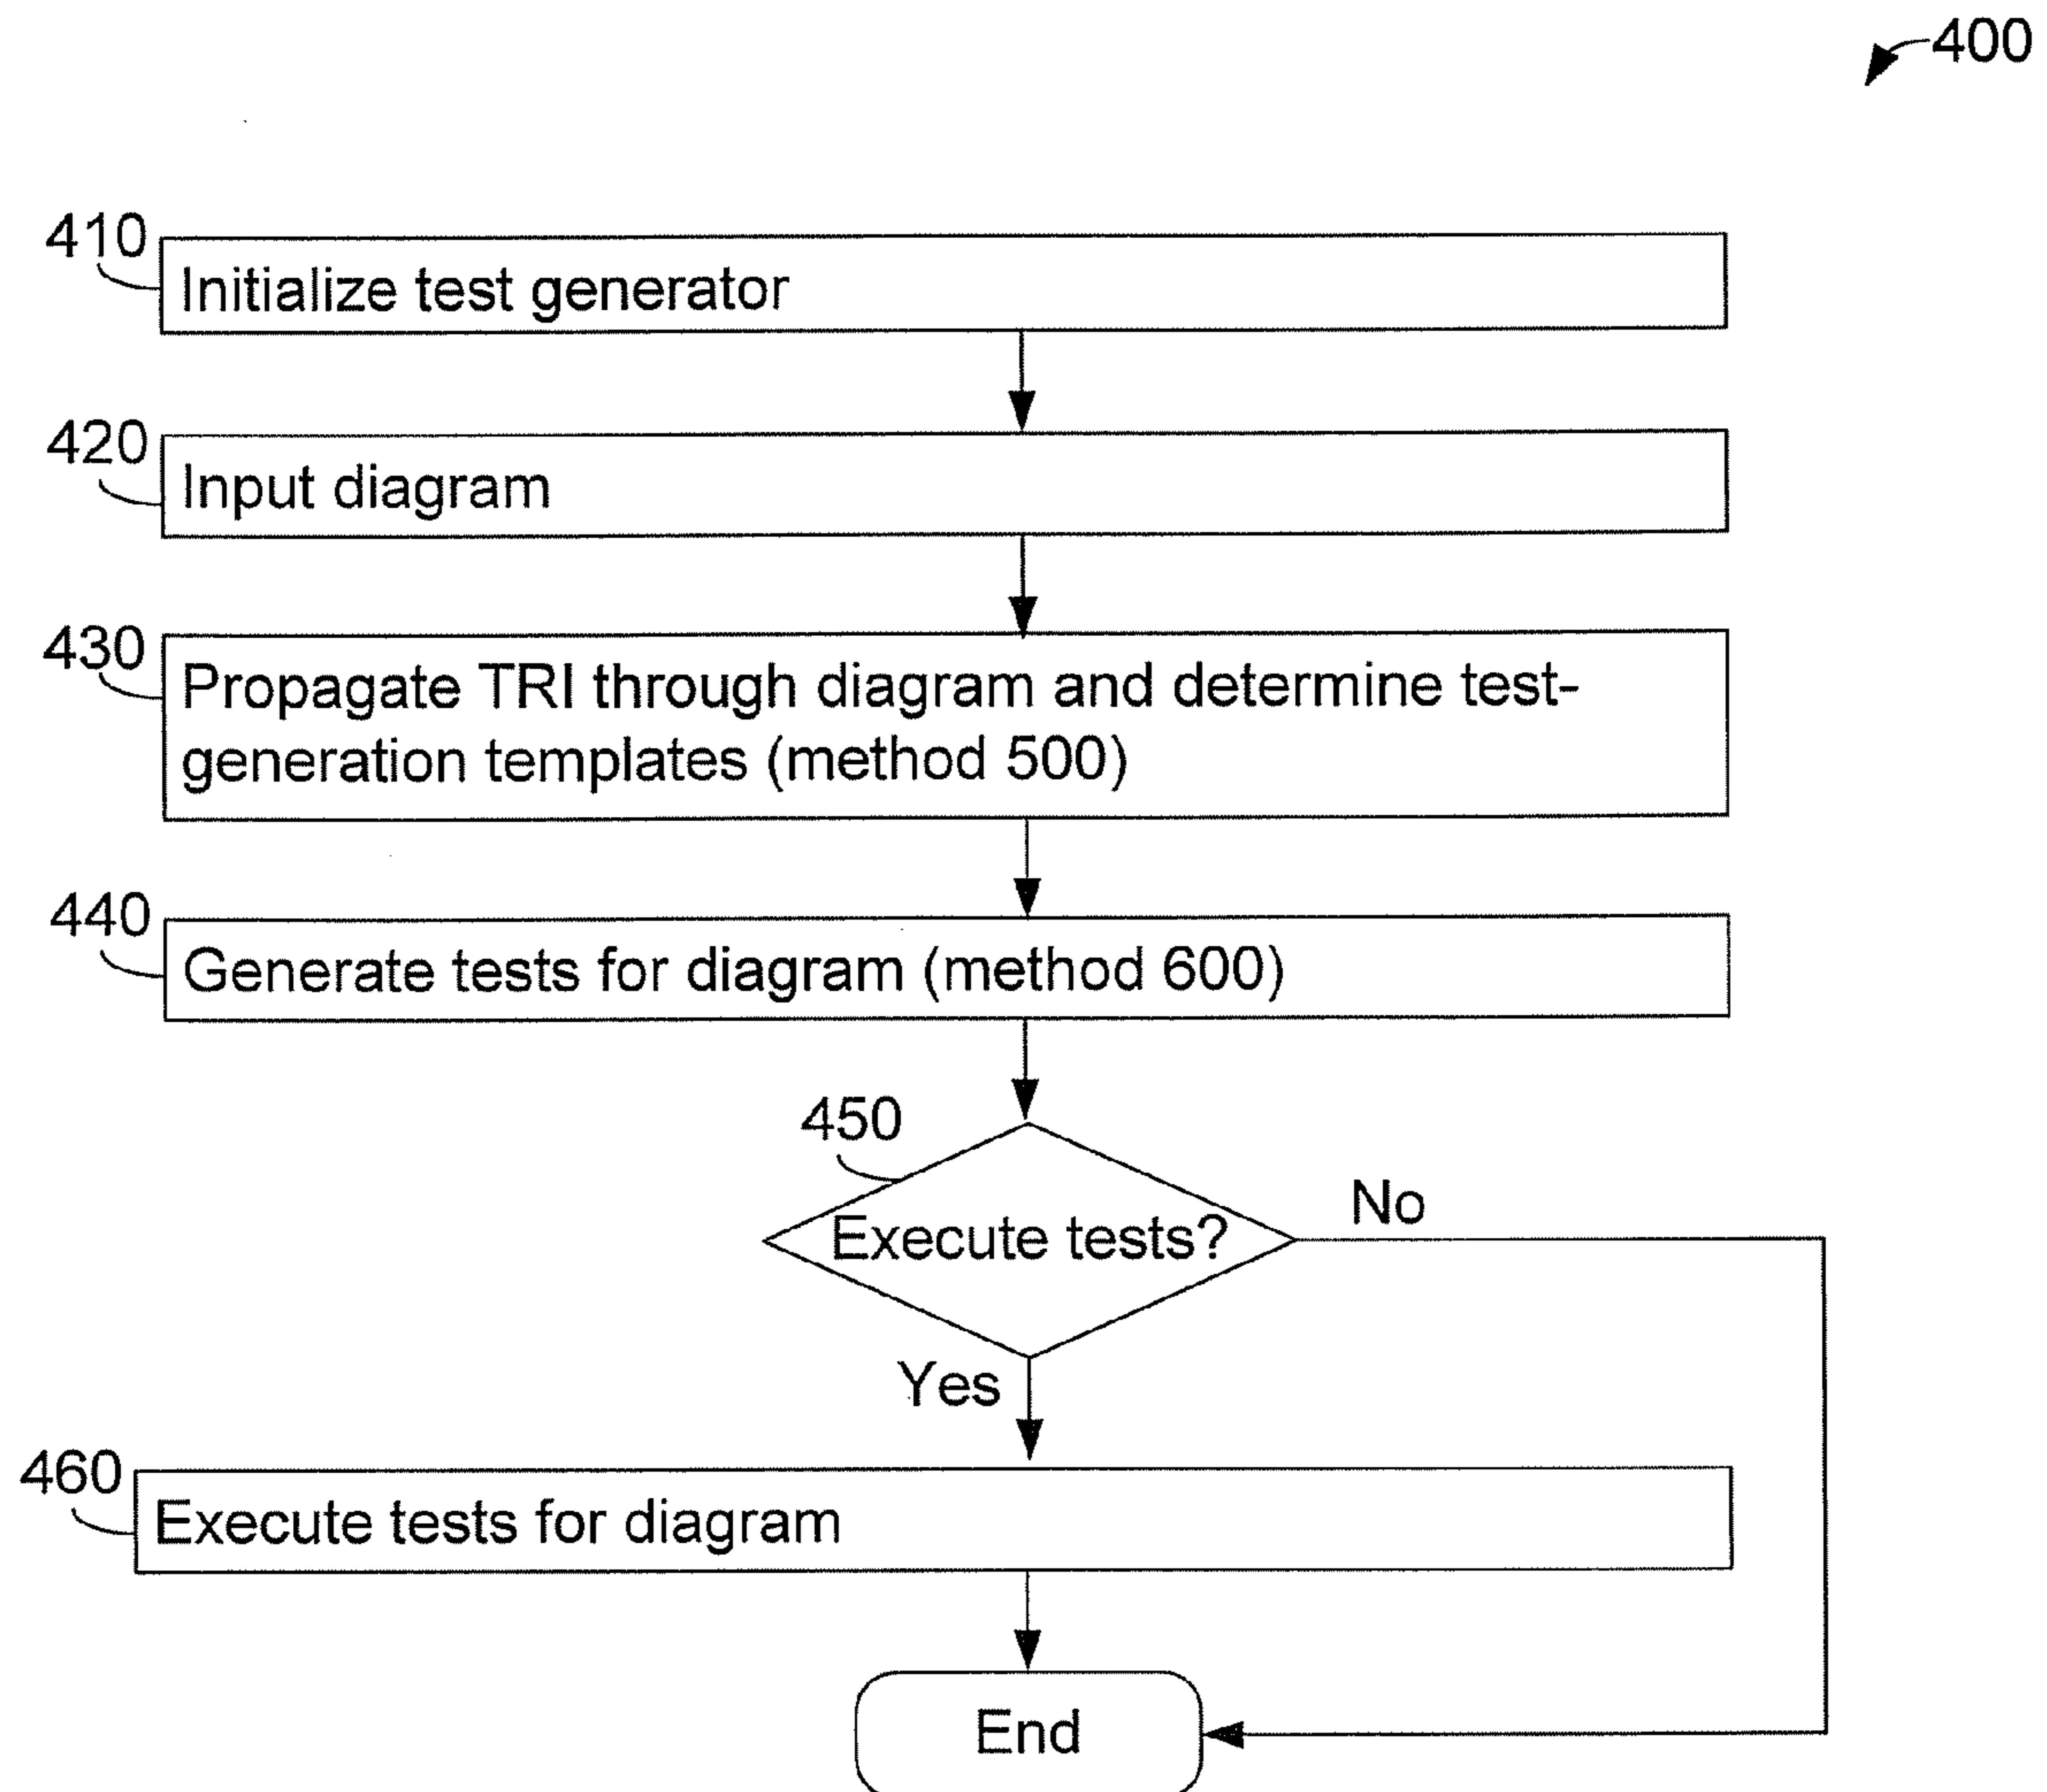 400
410
Initialize test generator
420
Input diagram
430
Propagate TRI through diagram and determine test-
generation templates (method 500)
440
Generate tests for diagram (method 600)
450
Execute tests?
No
Yes
460
Execute tests for diagram
End